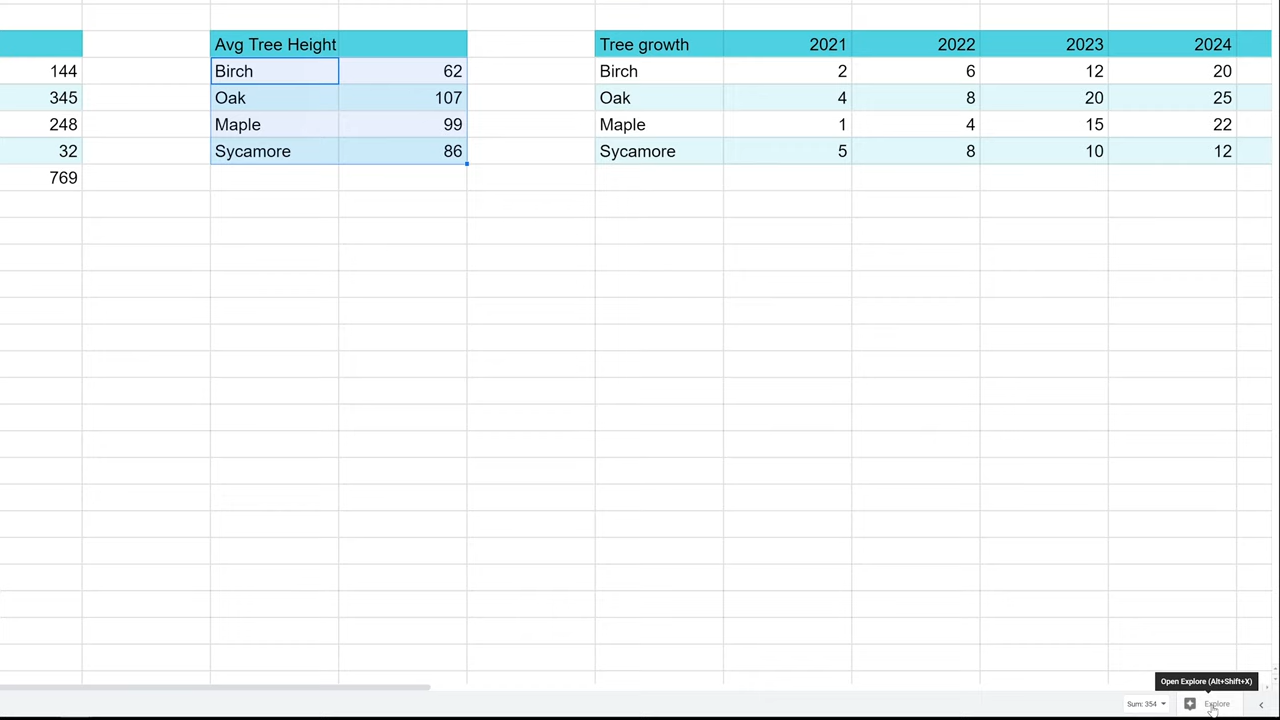 Avg Tree Height Tree growth 2021 2022 2023 2024
144 Birch 62 Birch 2 6 12 20
345 Oak 107 Oak 4 8 20 25
248 Maple 99 Maple 1 4 15 22
32 Sycamore 86 Sycamore 5 8 10 12
769
Open Explore (Alt+Shift+X)
Sum: 354 Explore